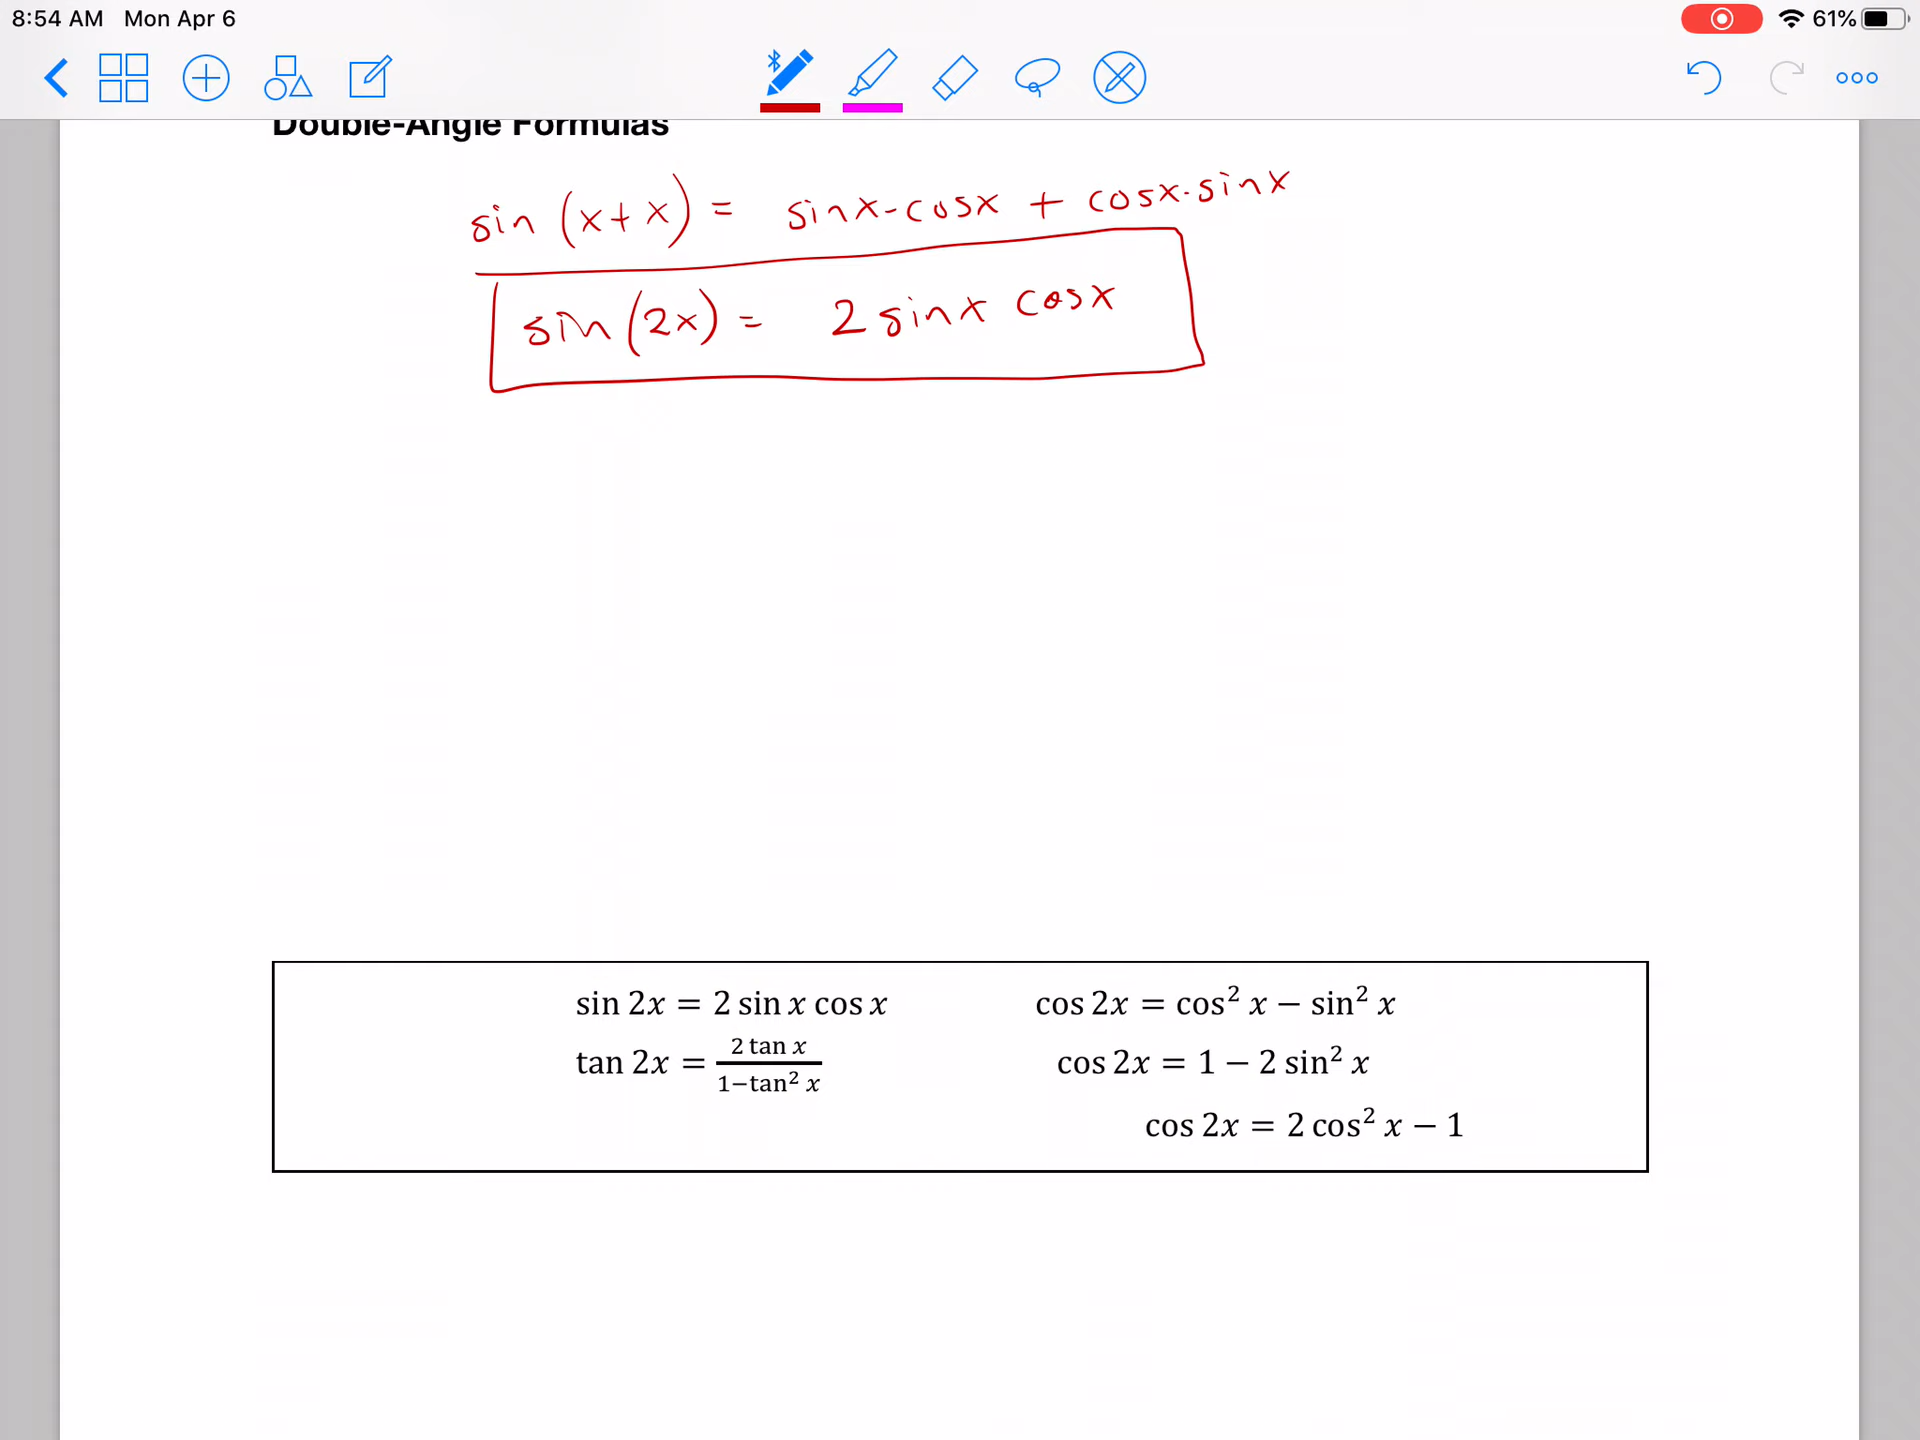 8:54 AM Mon Apr 6 61%
Double-Angle Formulas
sin (x+x) = sinx·cosx + cosx·sinx
sin (2x) = 2 sinx cosx
sin 2x = 2 sin x cos x
cos 2x = cos² x − sin² x
tan 2x = 2 tan x / 1−tan² x
cos 2x = 1 − 2 sin² x
cos 2x = 2 cos² x − 1